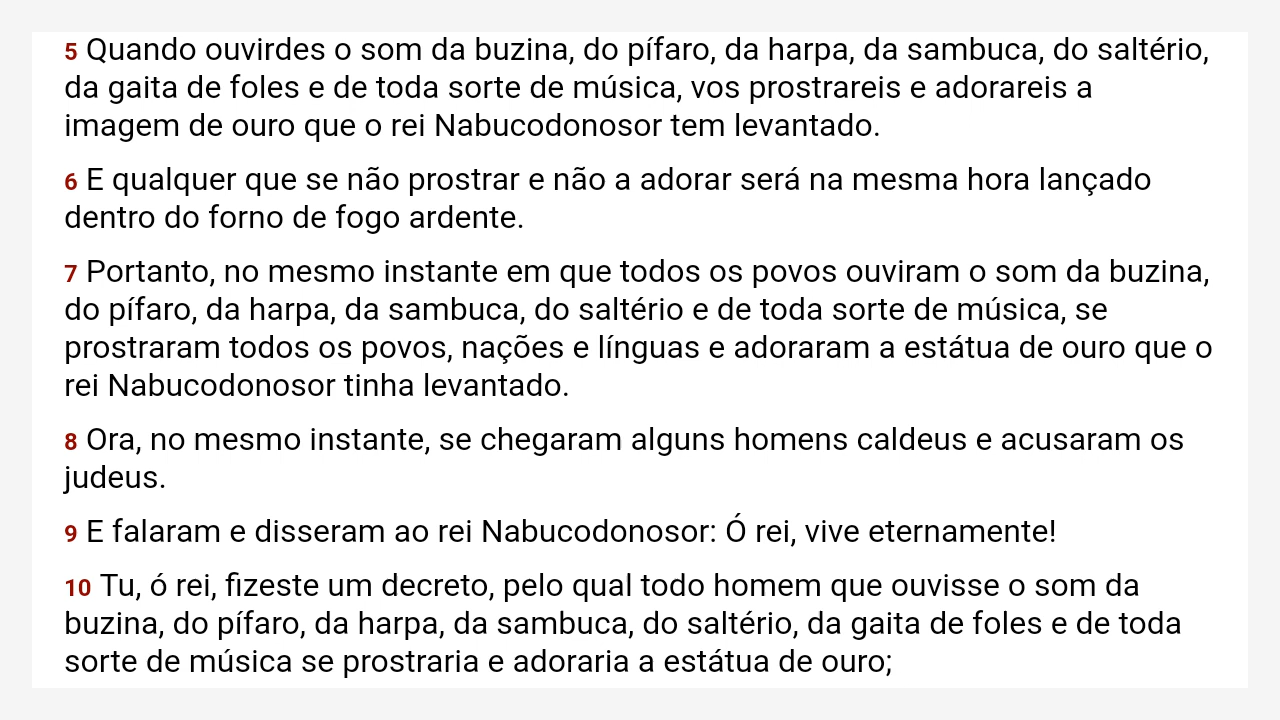 5 Quando ouvirdes o som da buzina, do pífaro, da harpa, da sambuca, do saltério,
da gaita de foles e de toda sorte de música, vos prostrareis e adorareis a
imagem de ouro que o rei Nabucodonosor tem levantado.
6 E qualquer que se não prostrar e não a adorar será na mesma hora lançado
dentro do forno de fogo ardente.
7 Portanto, no mesmo instante em que todos os povos ouviram o som da buzina,
do pífaro, da harpa, da sambuca, do saltério e de toda sorte de música, se
prostraram todos os povos, nações e línguas e adoraram a estátua de ouro que o
rei Nabucodonosor tinha levantado.
8 Ora, no mesmo instante, se chegaram alguns homens caldeus e acusaram os
judeus.
9 E falaram e disseram ao rei Nabucodonosor: Ó rei, vive eternamente!
10 Tu, ó rei, fizeste um decreto, pelo qual todo homem que ouvisse o som da
buzina, do pífaro, da harpa, da sambuca, do saltério, da gaita de foles e de toda
sorte de música se prostraria e adoraria a estátua de ouro;